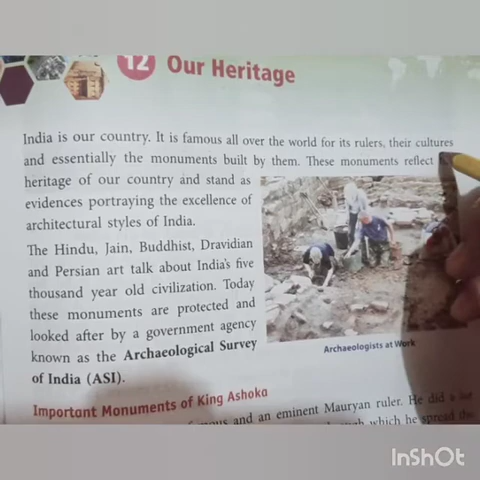 12 Our Heritage
India is our country. It is famous all over the world for its rulers, their cultures
and essentially the monuments built by them. These monuments reflect
heritage of our country and stand as
evidences portraying the excellence of
architectural styles of India.
The Hindu, Jain, Buddhist, Dravidian
and Persian art talk about India's five
thousand year old civilization. Today
these monuments are protected and
looked after by a government agency
known as the Archaeological Survey
of India (ASI).
Archaeologists at Work
Important Monuments of King Ashoka
and an eminent Mauryan ruler. He did a lot
which he spread the
InShOt